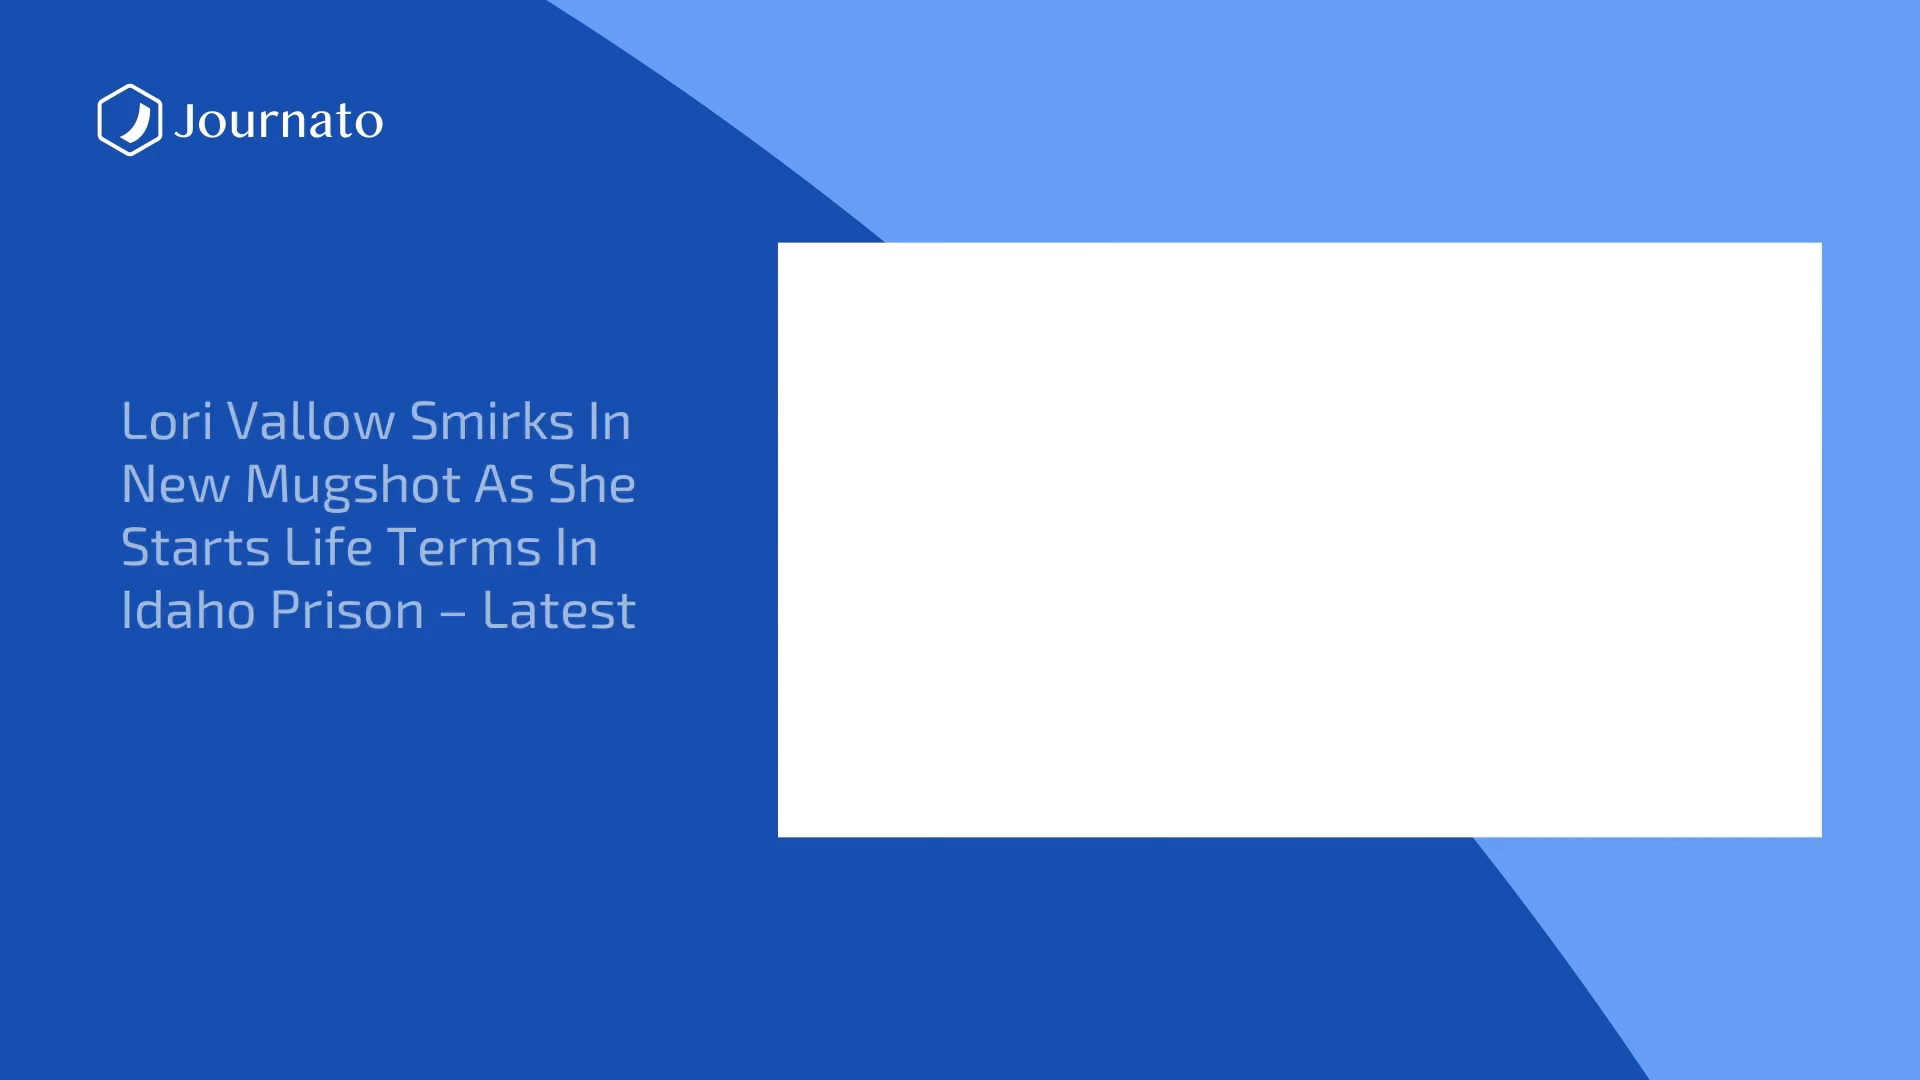 Journato
Lori Vallow Smirks In
New Mugshot As She
Starts Life Terms In
Idaho Prison – Latest